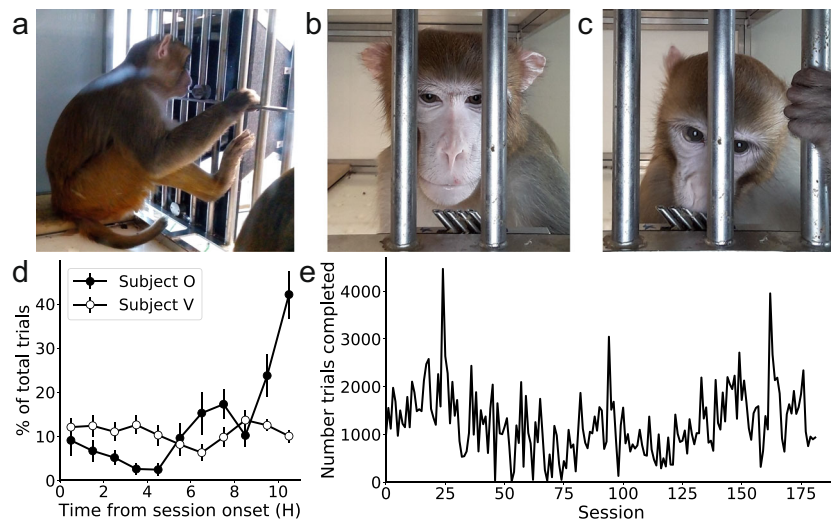 a
b
c
d
Subject O
Subject V
% of total trials
0
10
20
30
40
0
2
4
6
8
10
Time from session onset (H)
e
Number trials completed
0
1000
2000
3000
4000
0
25
50
75
100
125
150
175
Session